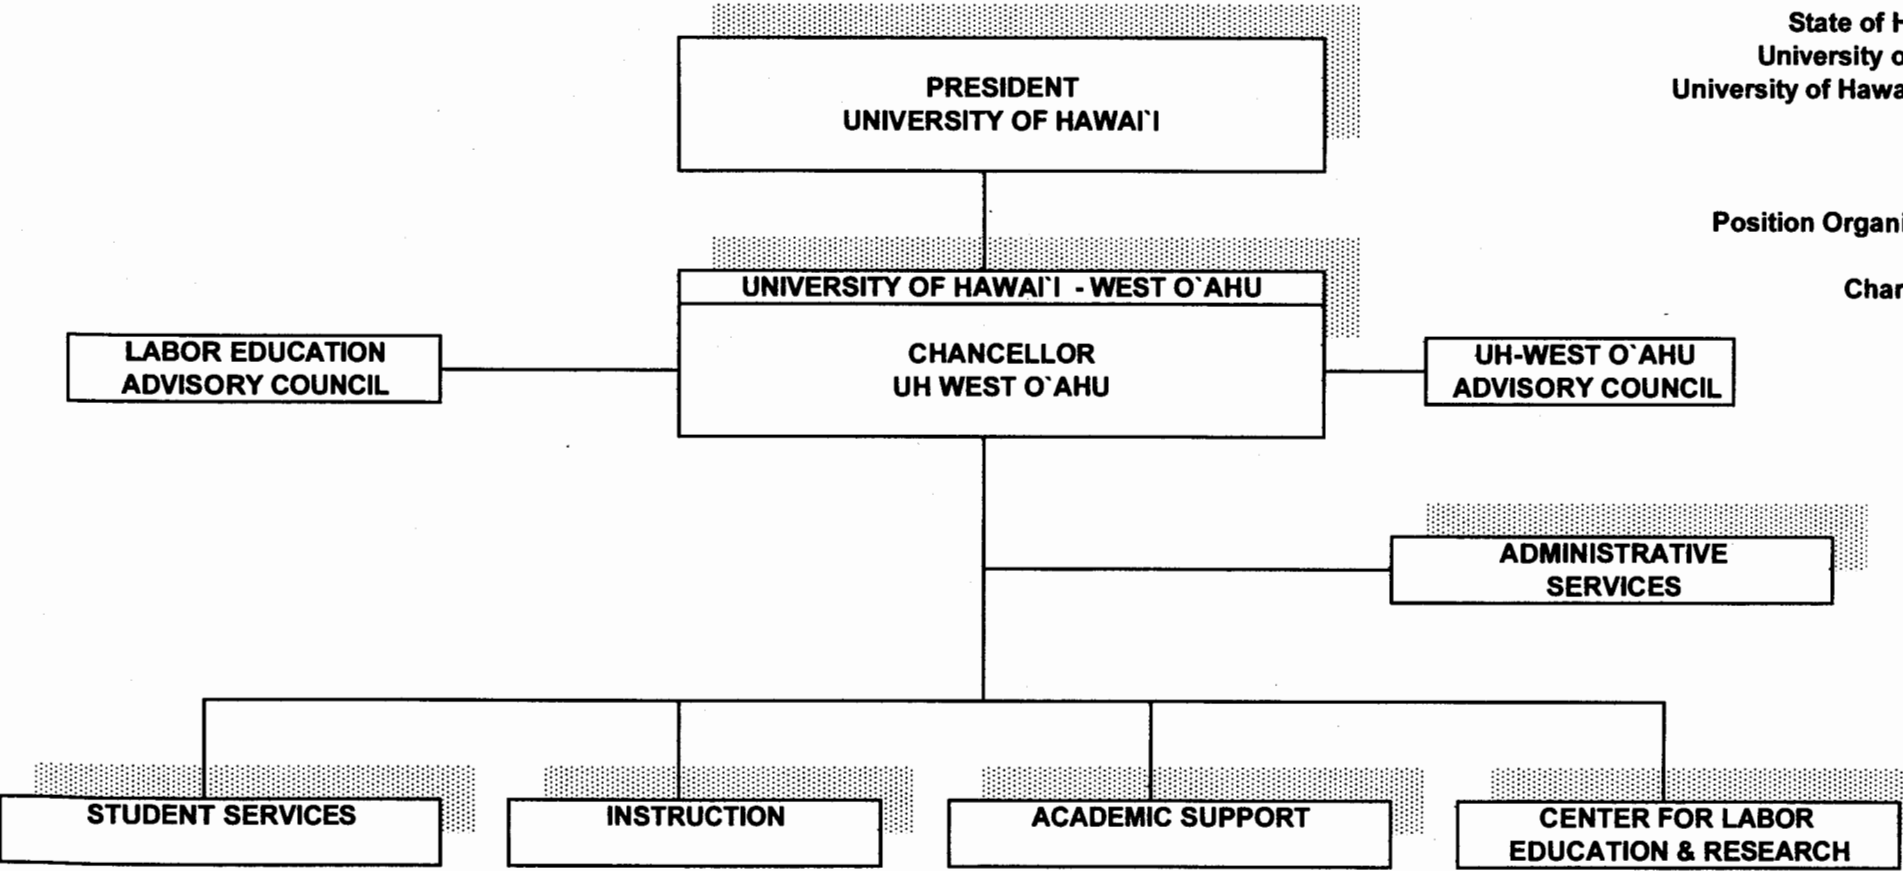 State of H
University o
University of Hawa
PRESIDENT
UNIVERSITY OF HAWAI`I
Position Organi
Char
UNIVERSITY OF HAWAI`I - WEST O`AHU
CHANCELLOR
UH WEST O`AHU
LABOR EDUCATION
ADVISORY COUNCIL
UH-WEST O`AHU
ADVISORY COUNCIL
ADMINISTRATIVE
SERVICES
STUDENT SERVICES
INSTRUCTION
ACADEMIC SUPPORT
CENTER FOR LABOR
EDUCATION & RESEARCH